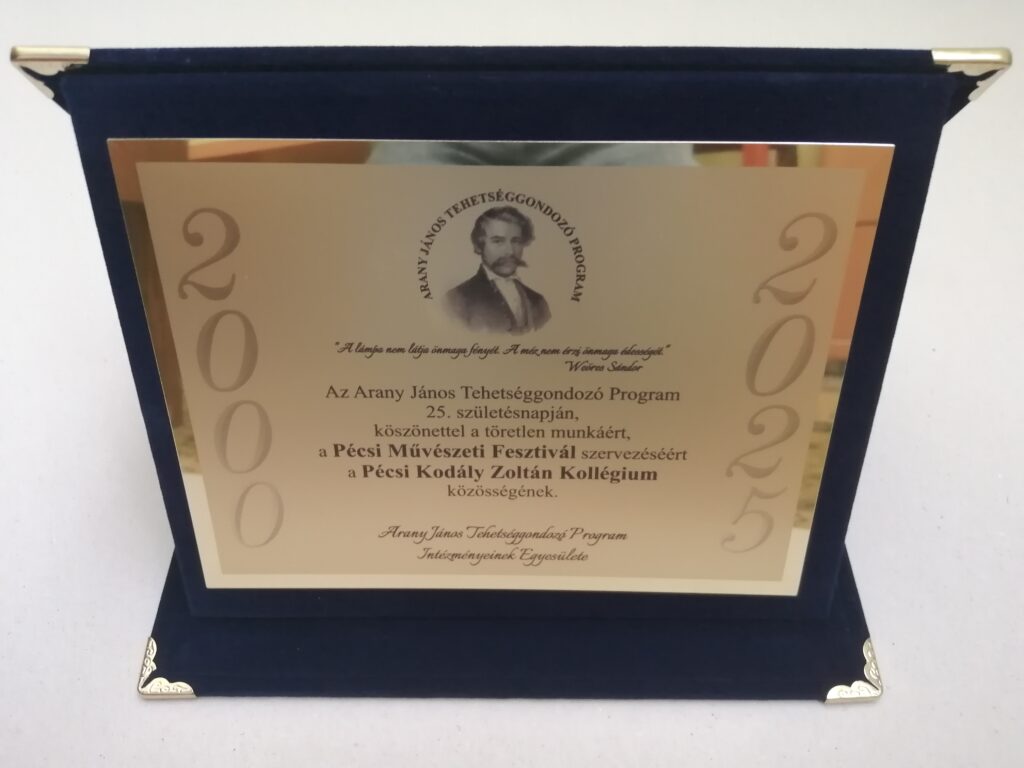 ARANY JÁNOS TEHETSÉGGONDOZÓ PROGRAM
2000
2025
"A lámpa nem látja önmaga fényét. A méz nem érzi önmaga édességét."
Weöres Sándor
Az Arany János Tehetséggondozó Program
25. születésnapján,
köszönettel a töretlen munkáért,
a Pécsi Művészeti Fesztivál szervezéséért
a Pécsi Kodály Zoltán Kollégium
közösségének.
Arany János Tehetséggondozó Program
Intézményeinek Egyesülete